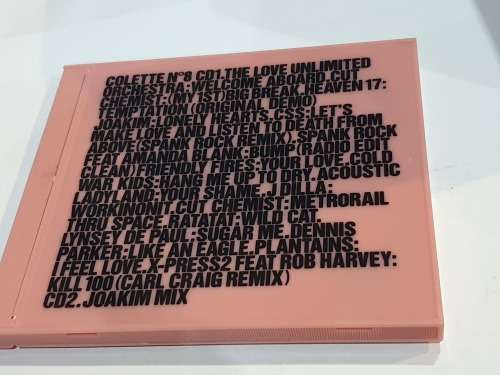 COLETTE N°8 CD1.THE LOVE UNLIMITED
ORCHESTRA:WELCOME ABOARD.CUT
CHEMIST:(MY 1ST) BIG BREAK.HEAVEN 17:
TEMPTATION (ORIGINAL DEMO)
LONELY HEARTS.CSS:LET'S
MAKE LOVE AND LISTEN TO DEATH FROM
ABOVE (SPANK ROCK REMIX).SPANK ROCK
FEAT AMANDA BLANK: BUMP (RADIO EDIT
CLEAN) FRIENDLY FIRES:YOUR LOVE.COLD
WAR KIDS:HANG ME UP TO DRY. ACOUSTIC
LADYLAND:YOUR SHAME. J DILLA:
WORKINONIT CUT CHEMIST:METRORAIL
THRU SPACE.RATATAT:WILD CAT.
LYNSEY DE PAUL:SUGAR ME.DENNIS
PARKER:LIKE AN EAGLE.PLANTAINS:
I FEEL LOVE.X-PRESS2 FEAT ROB HARVEY:
KILL 100 (CARL CRAIG REMIX)
CD2.JOAKIM MIX